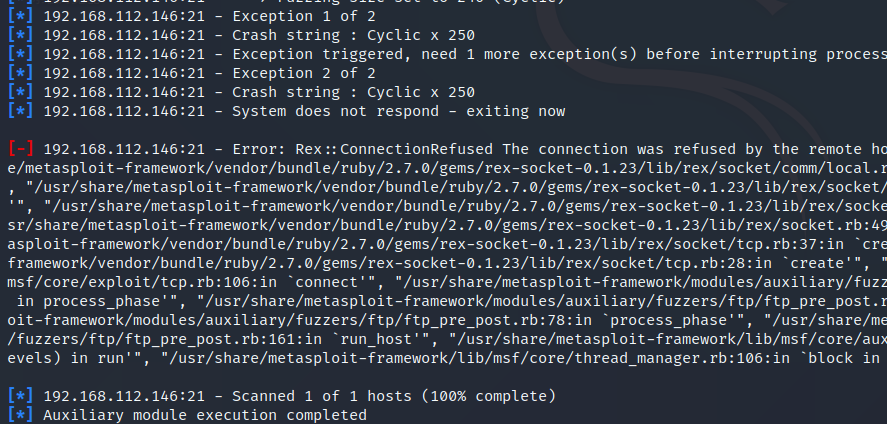 [*] 192.168.112.146:21 - Exception 1 of 2
[*] 192.168.112.146:21 - Crash string : Cyclic x 250
[*] 192.168.112.146:21 - Exception triggered, need 1 more exception(s) before interrupting process
[*] 192.168.112.146:21 - Exception 2 of 2
[*] 192.168.112.146:21 - Crash string : Cyclic x 250
[*] 192.168.112.146:21 - System does not respond - exiting now
[-] 192.168.112.146:21 - Error: Rex::ConnectionRefused The connection was refused by the remote ho
e/metasploit-framework/vendor/bundle/ruby/2.7.0/gems/rex-socket-0.1.23/lib/rex/socket/comm/local.r
, "/usr/share/metasploit-framework/vendor/bundle/ruby/2.7.0/gems/rex-socket-0.1.23/lib/rex/socket/
'", "/usr/share/metasploit-framework/vendor/bundle/ruby/2.7.0/gems/rex-socket-0.1.23/lib/rex/socke
sr/share/metasploit-framework/vendor/bundle/ruby/2.7.0/gems/rex-socket-0.1.23/lib/rex/socket.rb:49
asploit-framework/vendor/bundle/ruby/2.7.0/gems/rex-socket-0.1.23/lib/rex/socket/tcp.rb:37:in `cre
framework/vendor/bundle/ruby/2.7.0/gems/rex-socket-0.1.23/lib/rex/socket/tcp.rb:28:in `create'", "
msf/core/exploit/tcp.rb:106:in `connect'", "/usr/share/metasploit-framework/modules/auxiliary/fuzz
 in process_phase'", "/usr/share/metasploit-framework/modules/auxiliary/fuzzers/ftp/ftp_pre_post.r
oit-framework/modules/auxiliary/fuzzers/ftp/ftp_pre_post.rb:78:in `process_phase'", "/usr/share/me
/fuzzers/ftp/ftp_pre_post.rb:161:in `run_host'", "/usr/share/metasploit-framework/lib/msf/core/aux
evels) in run'", "/usr/share/metasploit-framework/lib/msf/core/thread_manager.rb:106:in `block in
[*] 192.168.112.146:21 - Scanned 1 of 1 hosts (100% complete)
[*] Auxiliary module execution completed